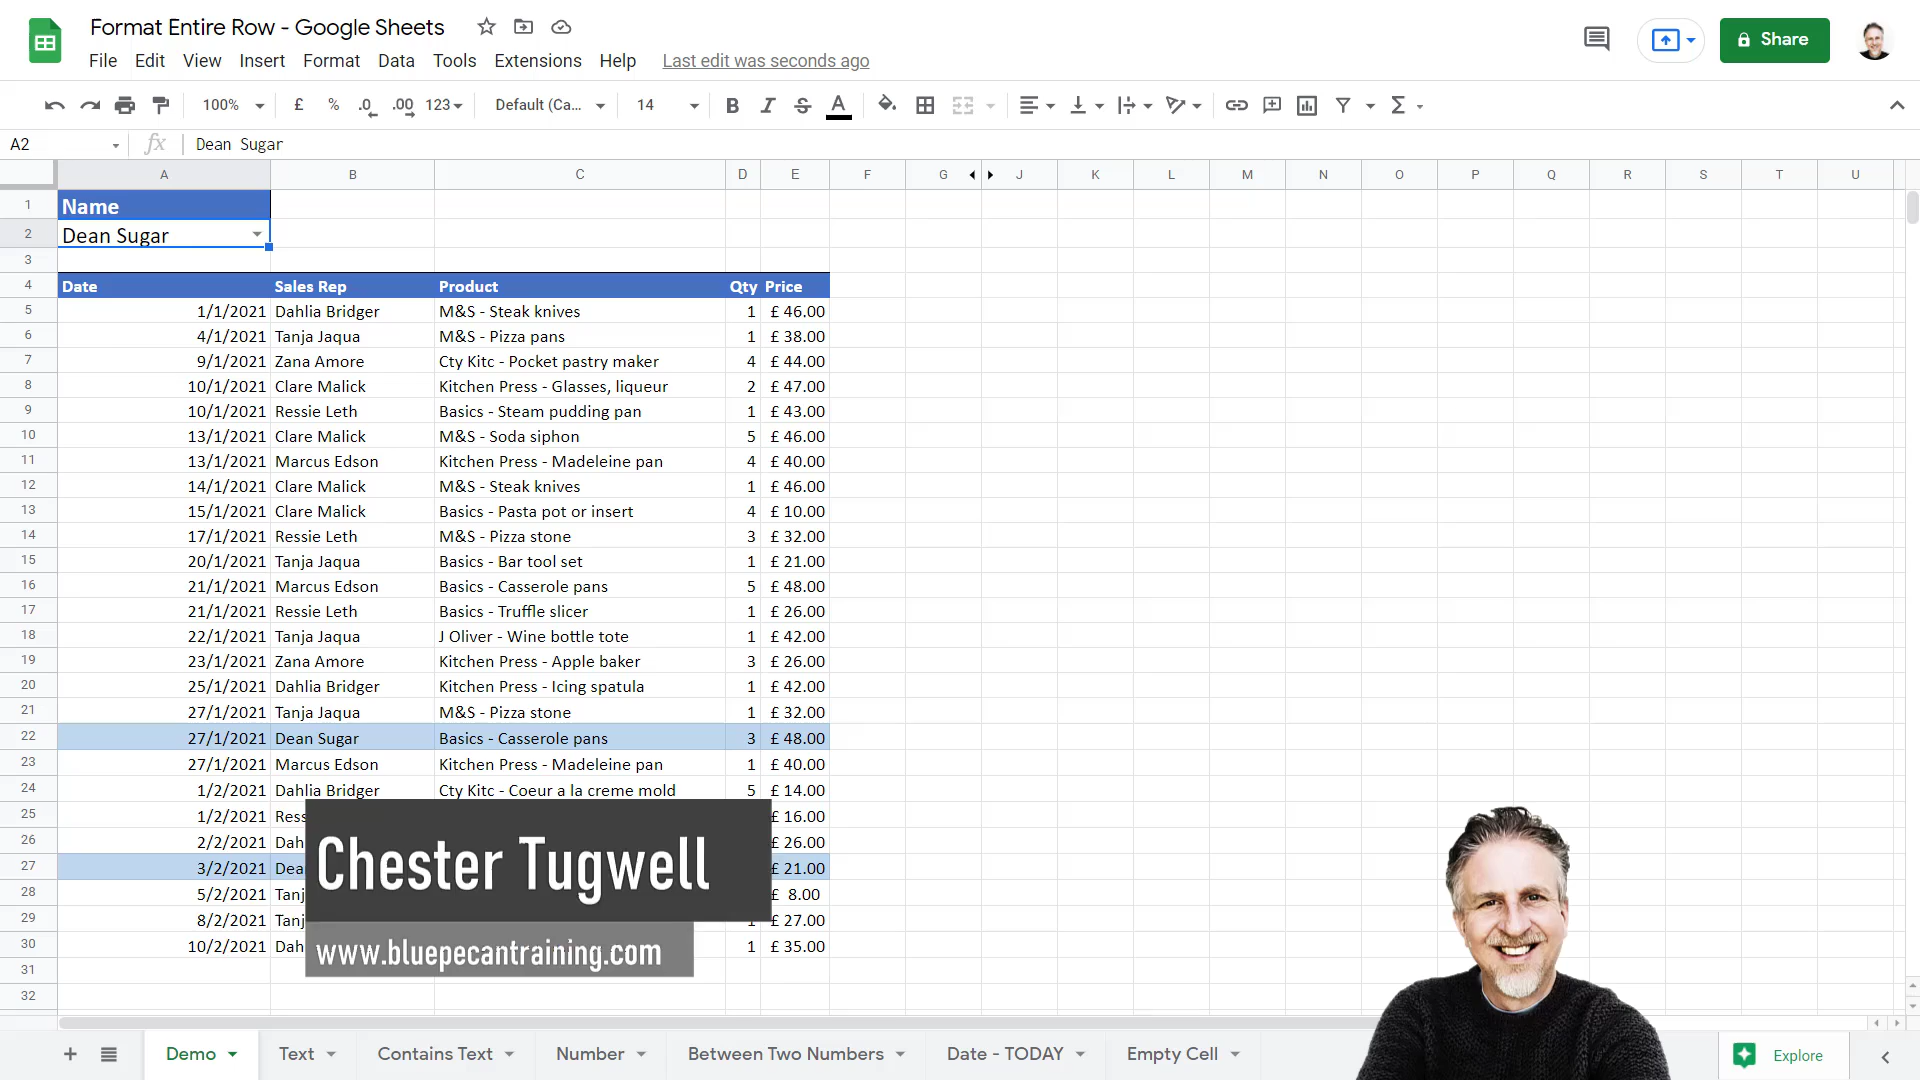 Format Entire Row - Google Sheets
File Edit View Insert Format Data Tools Extensions Help Last edit was seconds ago
Share
100% £ % .0 .00 123 Default (Ca... 14 B I S A Σ
A2 fx Dean Sugar
A B C D E F G J K L M N O P Q R S T U
1 Name
2 Dean Sugar
3
4 Date Sales Rep Product Qty Price
5 1/1/2021 Dahlia Bridger M&S - Steak knives 1 £ 46.00
6 4/1/2021 Tanja Jaqua M&S - Pizza pans 1 £ 38.00
7 9/1/2021 Zana Amore Cty Kitc - Pocket pastry maker 4 £ 44.00
8 10/1/2021 Clare Malick Kitchen Press - Glasses, liqueur 2 £ 47.00
9 10/1/2021 Ressie Leth Basics - Steam pudding pan 1 £ 43.00
10 13/1/2021 Clare Malick M&S - Soda siphon 5 £ 46.00
11 13/1/2021 Marcus Edson Kitchen Press - Madeleine pan 4 £ 40.00
12 14/1/2021 Clare Malick M&S - Steak knives 1 £ 46.00
13 15/1/2021 Clare Malick Basics - Pasta pot or insert 4 £ 10.00
14 17/1/2021 Ressie Leth M&S - Pizza stone 3 £ 32.00
15 20/1/2021 Tanja Jaqua Basics - Bar tool set 1 £ 21.00
16 21/1/2021 Marcus Edson Basics - Casserole pans 5 £ 48.00
17 21/1/2021 Ressie Leth Basics - Truffle slicer 1 £ 26.00
18 22/1/2021 Tanja Jaqua J Oliver - Wine bottle tote 1 £ 42.00
19 23/1/2021 Zana Amore Kitchen Press - Apple baker 3 £ 26.00
20 25/1/2021 Dahlia Bridger Kitchen Press - Icing spatula 1 £ 42.00
21 27/1/2021 Tanja Jaqua M&S - Pizza stone 1 £ 32.00
22 27/1/2021 Dean Sugar Basics - Casserole pans 3 £ 48.00
23 27/1/2021 Marcus Edson Kitchen Press - Madeleine pan 1 £ 40.00
24 1/2/2021 Dahlia Bridger Cty Kitc - Coeur a la creme mold 5 £ 14.00
25 1/2/2021 Ress £ 16.00
26 2/2/2021 Dah £ 26.00
27 3/2/2021 Dea £ 21.00
28 5/2/2021 Tanj £ 8.00
29 8/2/2021 Tanj £ 27.00
30 10/2/2021 Dah 1 £ 35.00
31
32
Chester Tugwell
www.bluepecantraining.com
Demo Text Contains Text Number Between Two Numbers Date - TODAY Empty Cell Explore